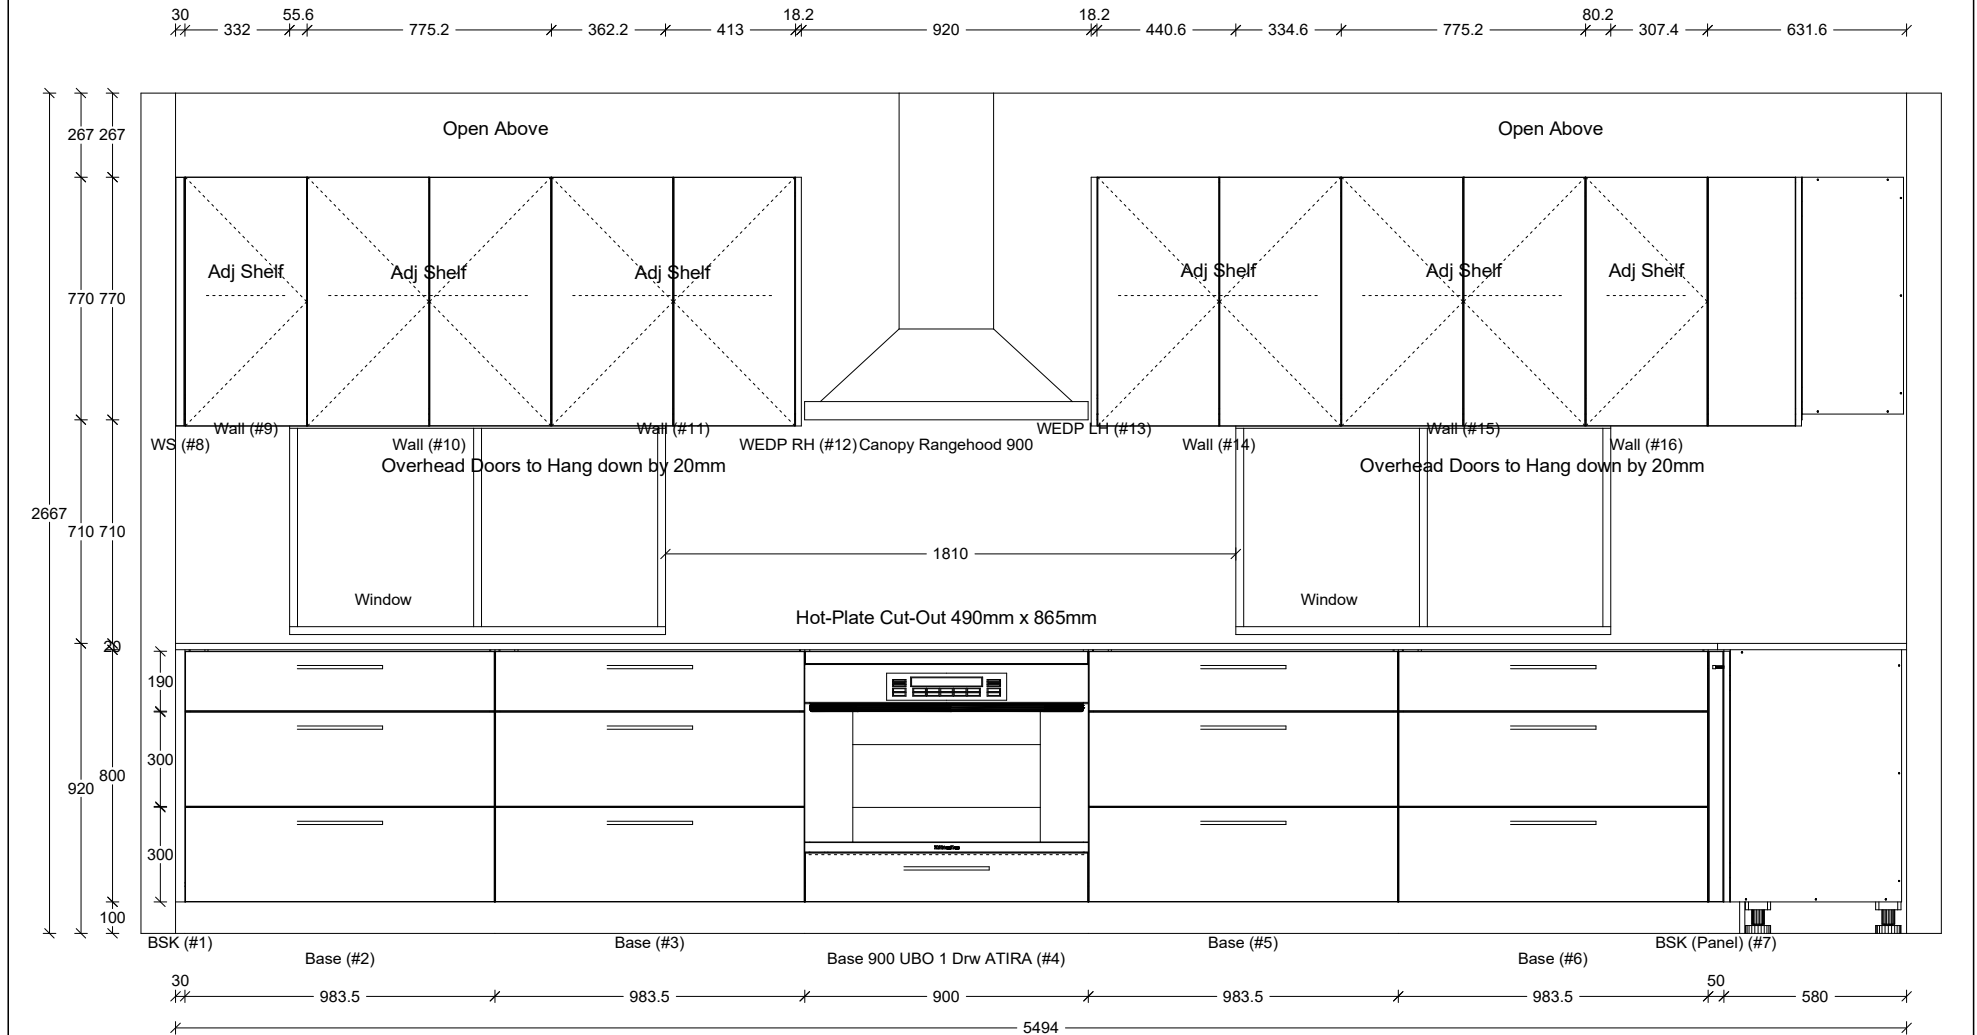 30 55.6 18.2 18.2 80.2
332 775.2 362.2 413 920 440.6 334.6 775.2 307.4 631.6
267 267
Open Above Open Above
Adj Shelf Adj Shelf Adj Shelf Adj Shelf Adj Shelf Adj Shelf
770 770
Wall (#9) Wall (#11) WEDP LH (#13) Wall (#15)
WS (#8) Wall (#10) WEDP RH (#12) Canopy Rangehood 900 Wall (#14) Wall (#16)
Overhead Doors to Hang down by 20mm Overhead Doors to Hang down by 20mm
2667
710 710
1810
Window Window
Hot-Plate Cut-Out 490mm x 865mm
20
190
300
920 800
300
100
BSK (#1) Base (#3) Base (#5) BSK (Panel) (#7)
Base (#2) Base 900 UBO 1 Drw ATIRA (#4) Base (#6)
30 50
983.5 983.5 900 983.5 983.5 580
5494